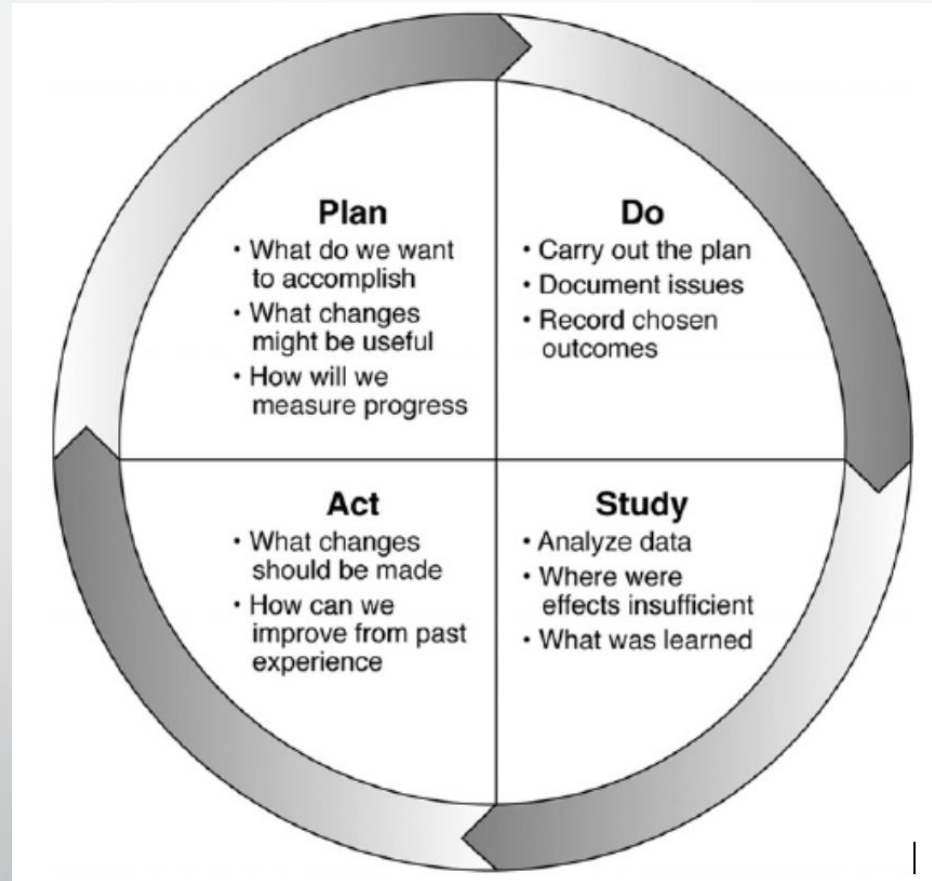 Plan
• What do we want
to accomplish
• What changes
might be useful
• How will we
measure progress
Do
• Carry out the plan
• Document issues
• Record chosen
outcomes
Act
• What changes
should be made
• How can we
improve from past
experience
Study
• Analyze data
• Where were
effects insufficient
• What was learned